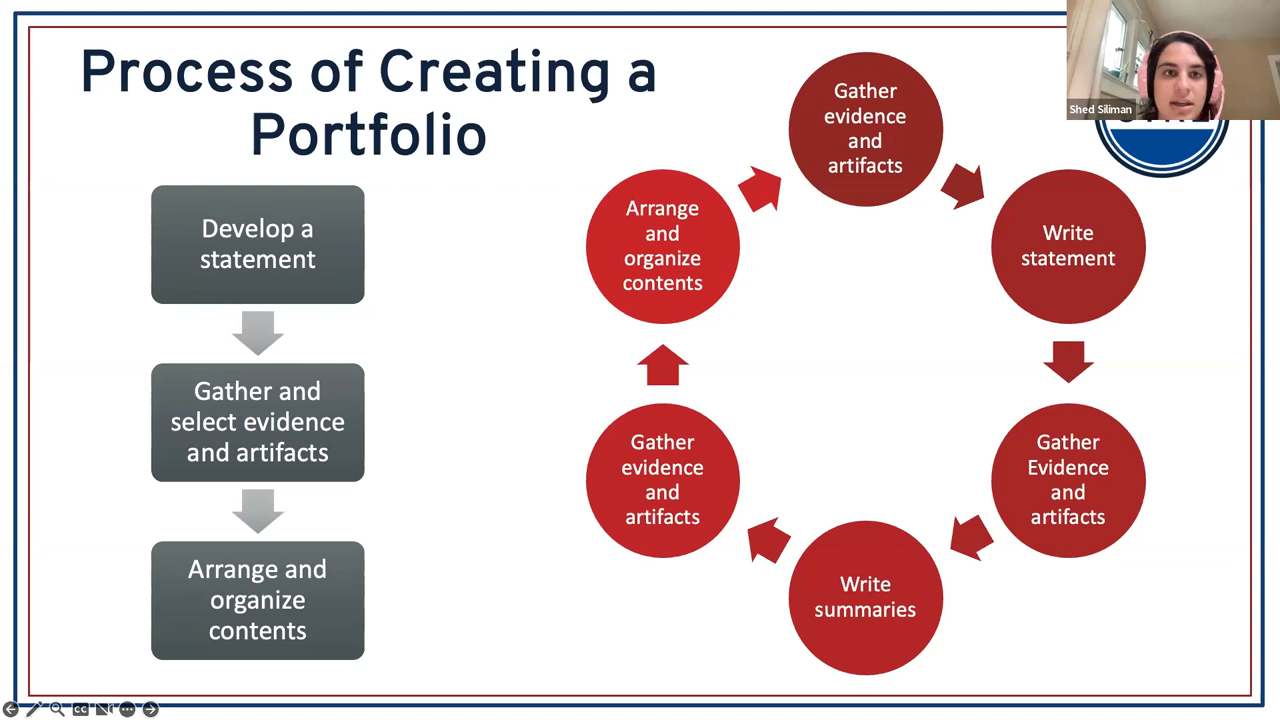 Process of Creating a
Portfolio
Develop a
statement
Gather and
select evidence
and artifacts
Arrange and
organize
contents
Gather
evidence
and
artifacts
Write
statement
Gather
Evidence
and
artifacts
Write
summaries
Gather
evidence
and
artifacts
Arrange
and
organize
contents
Shed Siliman
CC